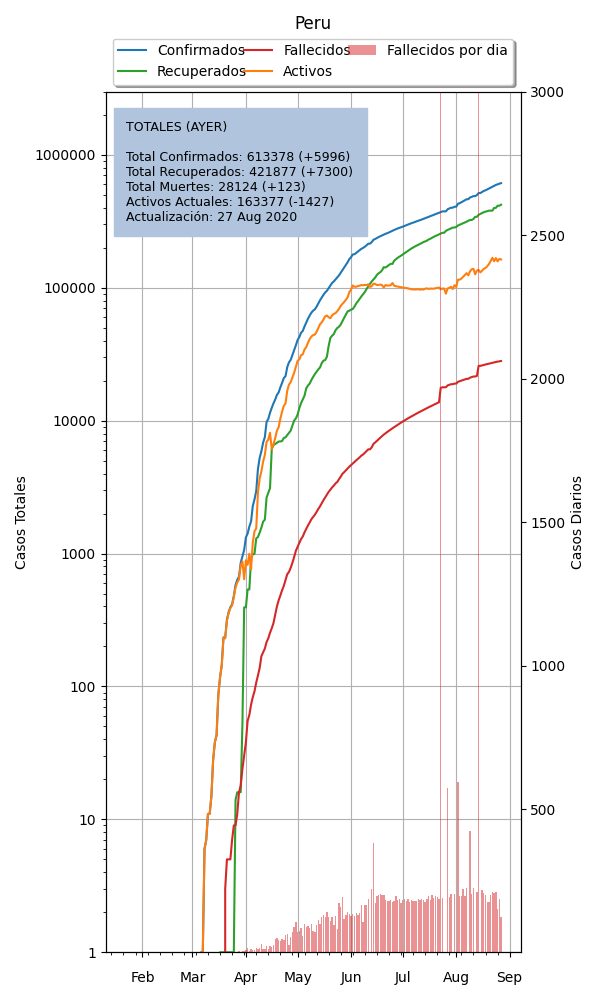 Peru
Confirmados Fallecidos Fallecidos por dia
Recuperados Activos
TOTALES (AYER)
Total Confirmados: 613378 (+5996)
Total Recuperados: 421877 (+7300)
Total Muertes: 28124 (+123)
Activos Actuales: 163377 (-1427)
Actualización: 27 Aug 2020
Casos Totales
1000000
100000
10000
1000
100
10
1
3000
2500
2000
1500
1000
500
Casos Diarios
Feb Mar Apr May Jun Jul Aug Sep